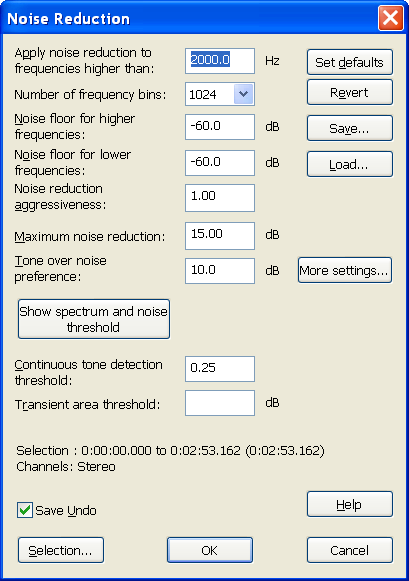 Noise Reduction
Apply noise reduction to
frequencies higher than:
2000.0
Hz
Set defaults
Number of frequency bins:
1024
Revert
Noise floor for higher
frequencies:
-60.0
dB
Save...
Noise floor for lower
frequencies:
-60.0
dB
Load...
Noise reduction
aggressiveness:
1.00
Maximum noise reduction:
15.00
dB
Tone over noise
preference:
10.0
dB
More settings...
Show spectrum and noise
threshold
Continuous tone detection
threshold:
0.25
Transient area threshold:
dB
Selection : 0:00:00.000 to 0:02:53.162 (0:02:53.162)
Channels: Stereo
Save Undo
Help
Selection...
OK
Cancel